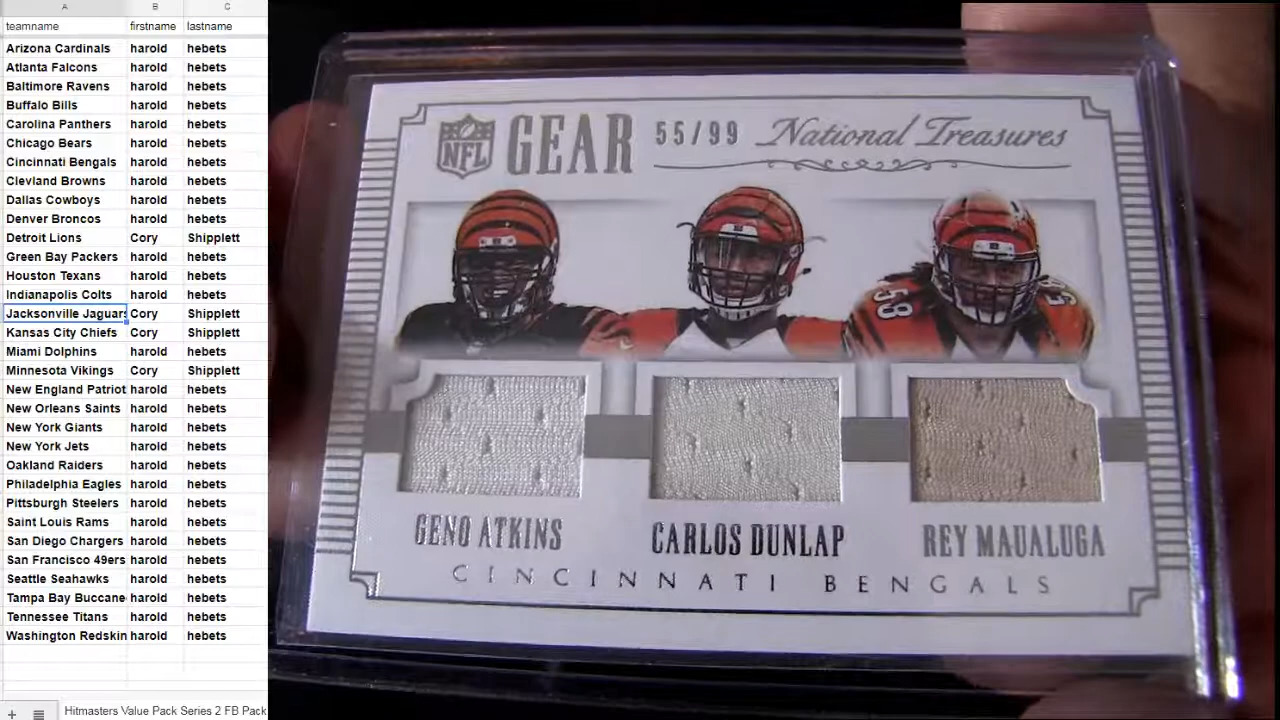 A B C
teamname firstname lastname
Arizona Cardinals harold hebets
Atlanta Falcons harold hebets
Baltimore Ravens harold hebets
Buffalo Bills harold hebets
Carolina Panthers harold hebets
Chicago Bears harold hebets
Cincinnati Bengals harold hebets
Clevland Browns harold hebets
Dallas Cowboys harold hebets
Denver Broncos harold hebets
Detroit Lions Cory Shipplett
Green Bay Packers harold hebets
Houston Texans harold hebets
Indianapolis Colts harold hebets
Jacksonville Jaguars Cory Shipplett
Kansas City Chiefs Cory Shipplett
Miami Dolphins harold hebets
Minnesota Vikings Cory Shipplett
New England Patriot harold hebets
New Orleans Saints harold hebets
New York Giants harold hebets
New York Jets harold hebets
Oakland Raiders harold hebets
Philadelphia Eagles harold hebets
Pittsburgh Steelers harold hebets
Saint Louis Rams harold hebets
San Diego Chargers harold hebets
San Francisco 49ers harold hebets
Seattle Seahawks harold hebets
Tampa Bay Buccane harold hebets
Tennessee Titans harold hebets
Washington Redskin harold hebets
Hitmasters Value Pack Series 2 FB Pack
NFL GEAR 55/99 National Treasures
58
GENO ATKINS CARLOS DUNLAP REY MAUALUGA
CINCINNATI BENGALS